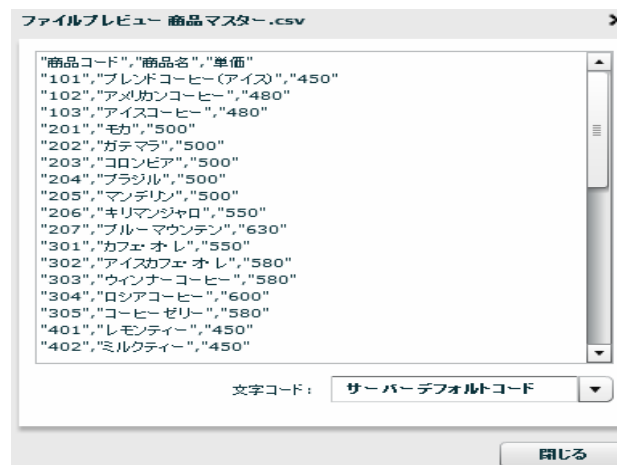 ファイルプレビュー 商品マスター.csv
"商品コード","商品名","単価"
"101","ブレンドコーヒー(アイス)","450"
"102","アメリカンコーヒー","480"
"103","アイスコーヒー","480"
"201","モカ","500"
"202","ガテマラ","500"
"203","コロンビア","500"
"204","ブラジル","500"
"205","マンデリン","500"
"206","キリマンジャロ","550"
"207","ブルーマウンテン","630"
"301","カフェ・オ・レ","550"
"302","アイスカフェ・オ・レ","580"
"303","ウィンナーコーヒー","580"
"304","ロシアコーヒー","600"
"305","コーヒーゼリー","580"
"401","レモンティー","450"
"402","ミルクティー","450"
文字コード: サーバーデフォルトコード
閉じる